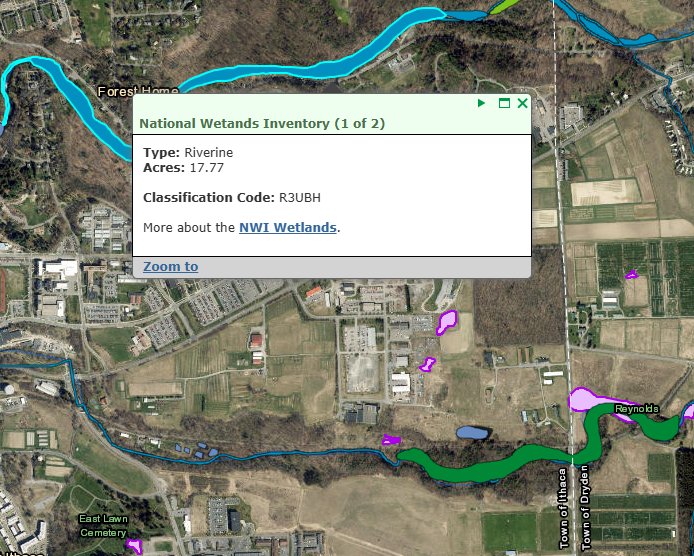 Forest Home
National Wetands Inventory (1 of 2)
Type: Riverine
Acres: 17.77
Classification Code: R3UBH
More about the NWI Wetlands.
Zoom to
Reynolds
Town of Ithaca
Town of Dryden
East Lawn
Cemetery
Ithaca